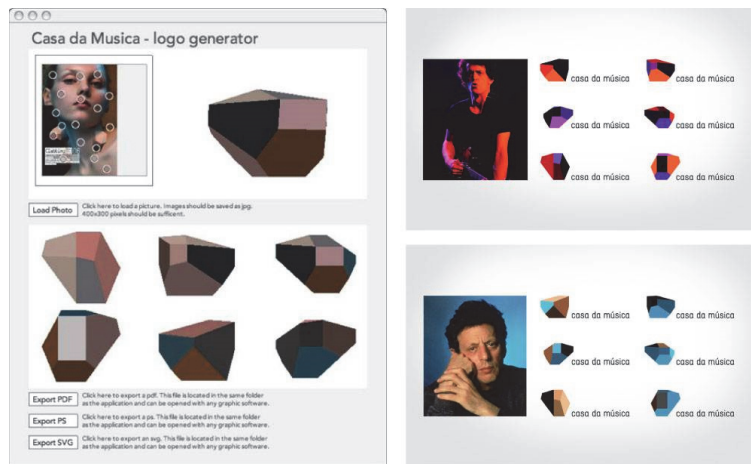 Casa da Musica - logo generator
Load Photo
Click here to load a picture. Images should be saved as jpg.
400x300 pixels should be sufficent.
Export PDF
Click here to export a pdf. This file is located in the same folder
as the application and can be opened with any graphic software.
Export PS
Click here to export a ps. This file is located in the same folder
as the application and can be opened with any graphic software.
Export SVG
Click here to export an svg. This file is located in the same folder
as the application and can be opened with any graphic software.
casa da música
casa da música
casa da música
casa da música
casa da música
casa da música
casa da música
casa da música
casa da música
casa da música
casa da música
casa da música